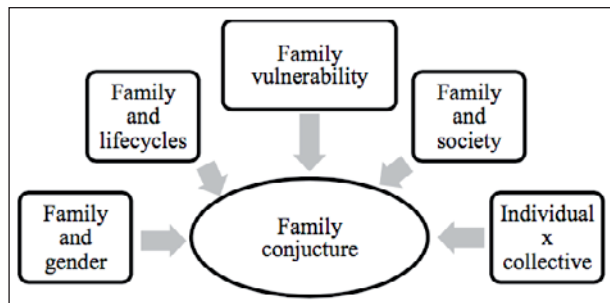 Family
vulnerability
Family
and
lifecycles
Family
and
society
Family
and
gender
Family
conjucture
Individual
x
collective